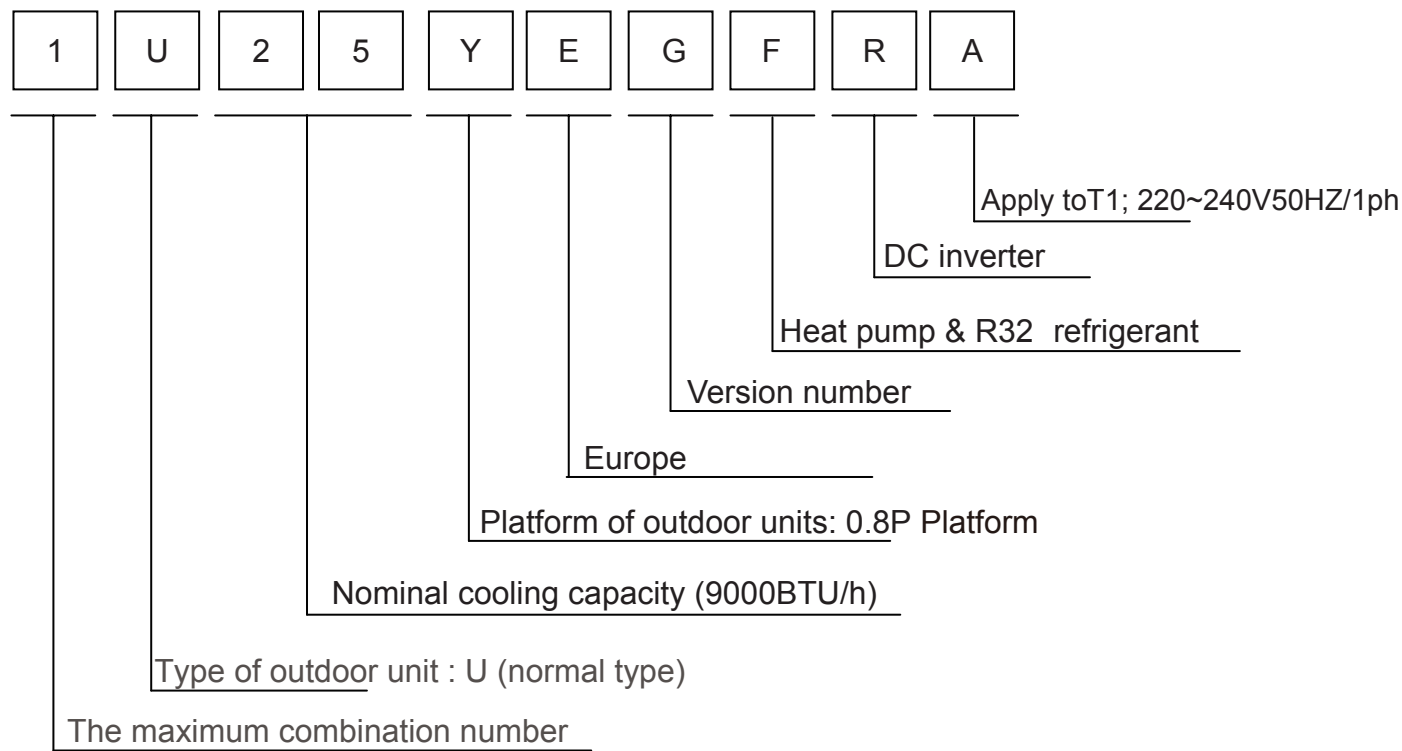 1 U 2 5 Y E G F R A
Apply toT1; 220~240V50HZ/1ph
DC inverter
Heat pump & R32 refrigerant
Version number
Europe
Platform of outdoor units: 0.8P Platform
Nominal cooling capacity (9000BTU/h)
Type of outdoor unit : U (normal type)
The maximum combination number